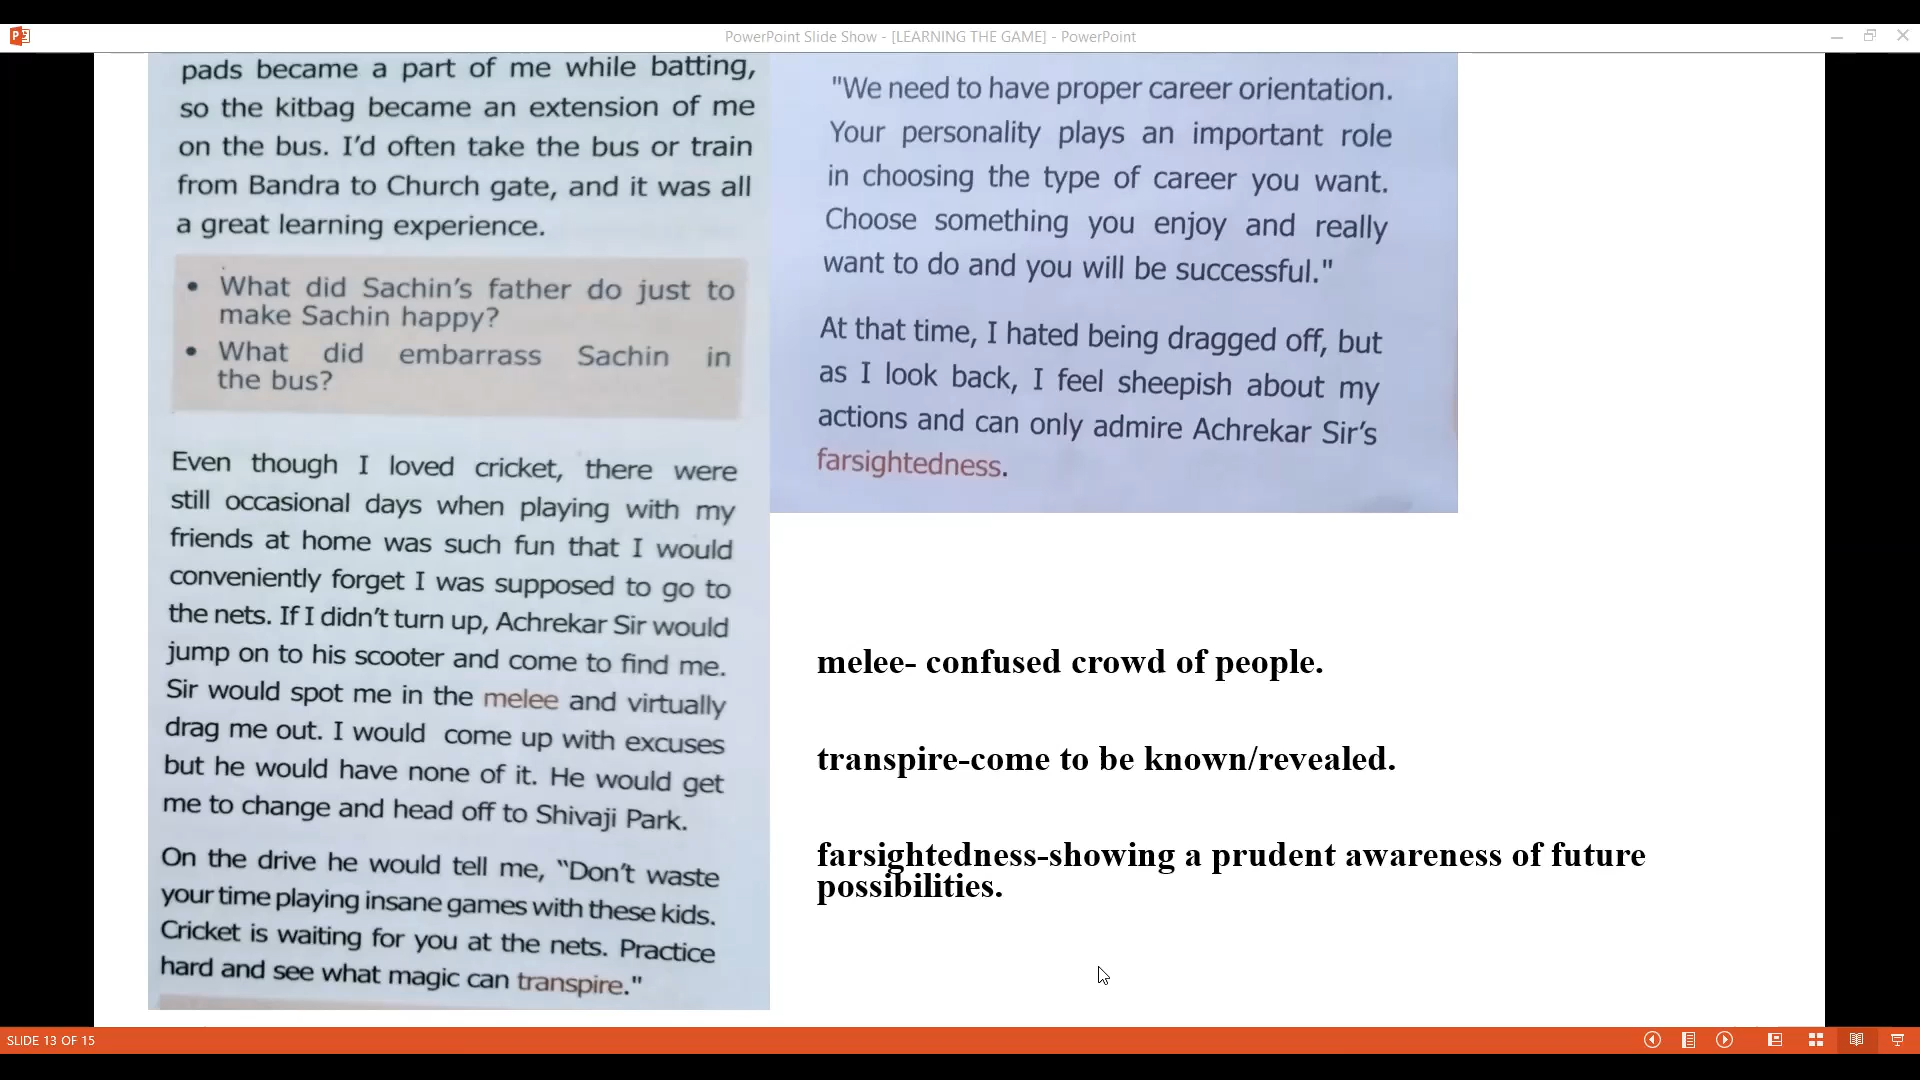 PowerPoint Slide Show - [LEARNING THE GAME] - PowerPoint
pads became a part of me while batting,
so the kitbag became an extension of me
on the bus. I’d often take the bus or train
from Bandra to Church gate, and it was all
a great learning experience.
• What did Sachin’s father do just to
make Sachin happy?
• What did embarrass Sachin in
the bus?
Even though I loved cricket, there were
still occasional days when playing with my
friends at home was such fun that I would
conveniently forget I was supposed to go to
the nets. If I didn’t turn up, Achrekar Sir would
jump on to his scooter and come to find me.
Sir would spot me in the melee and virtually
drag me out. I would come up with excuses
but he would have none of it. He would get
me to change and head off to Shivaji Park.
On the drive he would tell me, “Don’t waste
your time playing insane games with these kids.
Cricket is waiting for you at the nets. Practice
hard and see what magic can transpire."
"We need to have proper career orientation.
Your personality plays an important role
in choosing the type of career you want.
Choose something you enjoy and really
want to do and you will be successful."
At that time, I hated being dragged off, but
as I look back, I feel sheepish about my
actions and can only admire Achrekar Sir’s
farsightedness.
melee- confused crowd of people.
transpire-come to be known/revealed.
farsightedness-showing a prudent awareness of future
possibilities.
SLIDE 13 OF 15